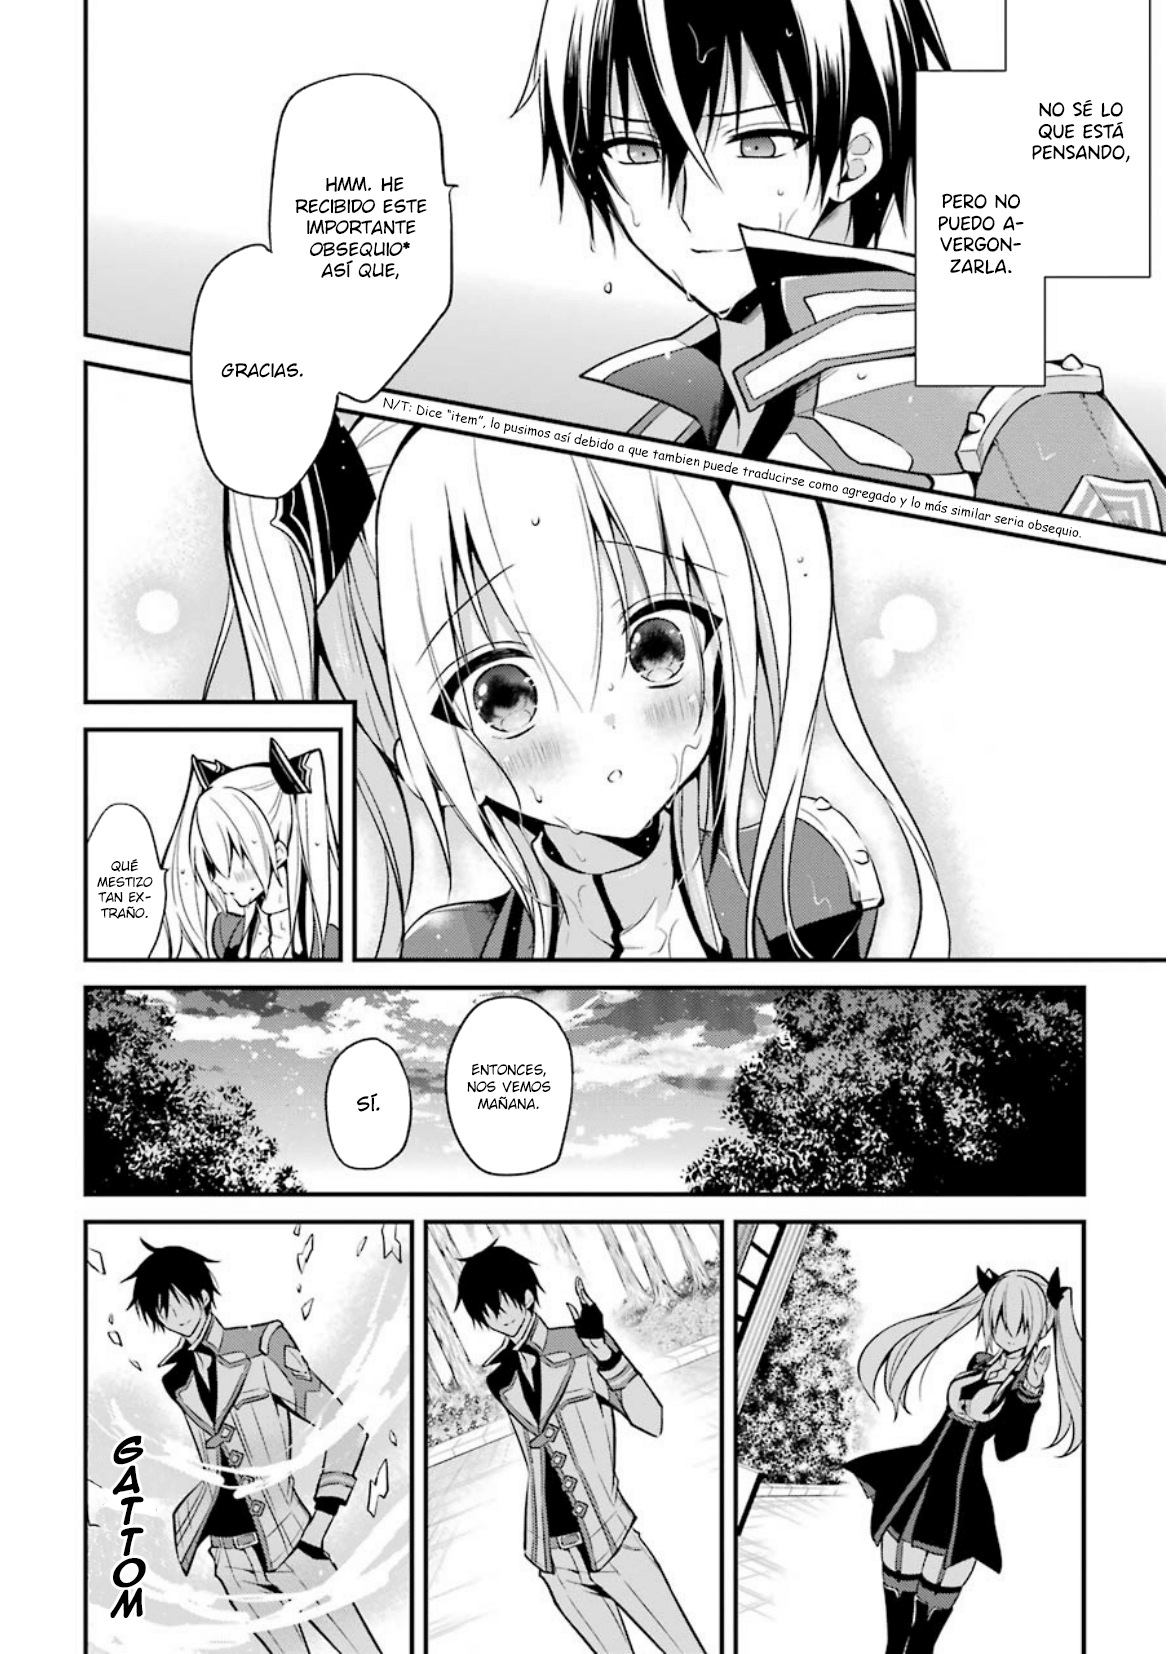 NO SÉ LO
QUE ESTÁ
PENSANDO,
PERO NO
PUEDO A-
VERGON-
ZARLA.
HMM. HE
RECIBIDO ESTE
IMPORTANTE
OBSEQUIO*
ASÍ QUE,
GRACIAS.
N/T: Dice "item", lo pusimos así debido a que tambien puede traducirse como agregado y lo más similar seria obsequio.
QUÉ
MESTIZO
TAN EX-
TRAÑO.
ENTONCES,
NOS VEMOS
MAÑANA.
SÍ.
GATTOM